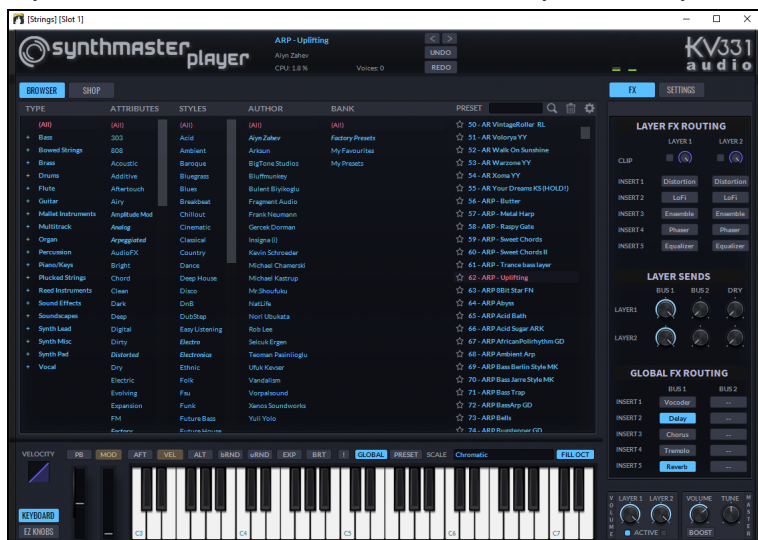 [Strings] [Slot 1]
synthmaster player
ARP - Uplifting
Aiyn Zahev
CPU: 1.8 %
Voices: 0
<
>
UNDO
REDO
KV331 audio
BROWSER
SHOP
FX
SETTINGS
TYPE
(All)
+ Bass
+ Bowed Strings
+ Brass
+ Drums
+ Flute
+ Guitar
+ Mallet Instruments
+ Multitrack
+ Organ
+ Percussion
+ Piano/Keys
+ Plucked Strings
+ Reed Instruments
+ Sound Effects
+ Soundscapes
+ Synth Lead
+ Synth Misc
+ Synth Pad
+ Vocal
ATTRIBUTES
(All)
303
808
Acoustic
Additive
Aftertouch
Airy
Amplitude Mod
Analog
Arpeggiated
AudioFX
Bright
Chord
Clean
Dark
Deep
Digital
Dirty
Distorted
Dry
Electric
Evolving
Expansion
FM
Factory
STYLES
(All)
Acid
Ambient
Baroque
Bluegrass
Blues
Breakbeat
Chillout
Cinematic
Classical
Country
Dance
Deep House
Disco
DnB
DubStep
Easy Listening
Electro
Electronica
Ethnic
Folk
Fsu
Funk
Future Bass
Future House
AUTHOR
(All)
Aiyn Zahev
Arksun
BigTone Studios
Bluffmunkey
Bulent Biyikoglu
Fragment Audio
Frank Neumann
Gercek Dorman
Insigna (i)
Kevin Schroeder
Michael Chamerski
Michael Kastrup
Mr.Shoufuku
NatLife
Nori Ubukata
Rob Lee
Selcuk Ergen
Teoman Pasinlioglu
Ufuk Kevser
Vandalism
Vorpalsound
Xenos Soundworks
Yuli Yolo
BANK
(All)
Factory Presets
My Favourites
My Presets
PRESET
50 - AR VintageRoller RL
51 - AR Volorya YY
52 - AR Walk On Sunshine
53 - AR Warzone YY
54 - AR Xoma YY
55 - AR Your Dreams KS (HOLD!)
56 - ARP - Butter
57 - ARP - Metal Harp
58 - ARP - Raspy Gate
59 - ARP - Sweet Chords
60 - ARP - Sweet Chords II
61 - ARP - Trance bass layer
62 - ARP - Uplifting
63 - ARP 8Bit Star FN
64 - ARP Abyss
65 - ARP Acid Bath
66 - ARP Acid Sugar ARK
67 - ARP AfricanPolirhythm GD
68 - ARP Ambient Arp
69 - ARP Bass Berlin Style MK
70 - ARP Bass Jarre Style MK
71 - ARP Bass Trap
72 - ARP BassArp GD
73 - ARP Bells
74 - ARP Bugstepper GD
LAYER FX ROUTING
LAYER 1
LAYER 2
CLIP
INSERT 1 Distortion Distortion
INSERT 2 LoFi LoFi
INSERT 3 Ensemble Ensemble
INSERT 4 Phaser Phaser
INSERT 5 Equalizer Equalizer
LAYER SENDS
BUS 1 BUS 2 DRY
LAYER1
LAYER2
GLOBAL FX ROUTING
BUS 1 BUS 2
INSERT 1 Vocoder --
INSERT 2 Delay --
INSERT 3 Chorus --
INSERT 4 Tremolo --
INSERT 5 Reverb --
VELOCITY
PB MOD AFT VEL ALT bRND uRND EXP BRT ! GLOBAL PRESET SCALE Chromatic FILL OCT
KEYBOARD
EZ KNOBS
C3 C4 C5 C6 C7
VOLUME
LAYER 1 LAYER 2
ACTIVE
VOLUME TUNE
BOOST
MASTER